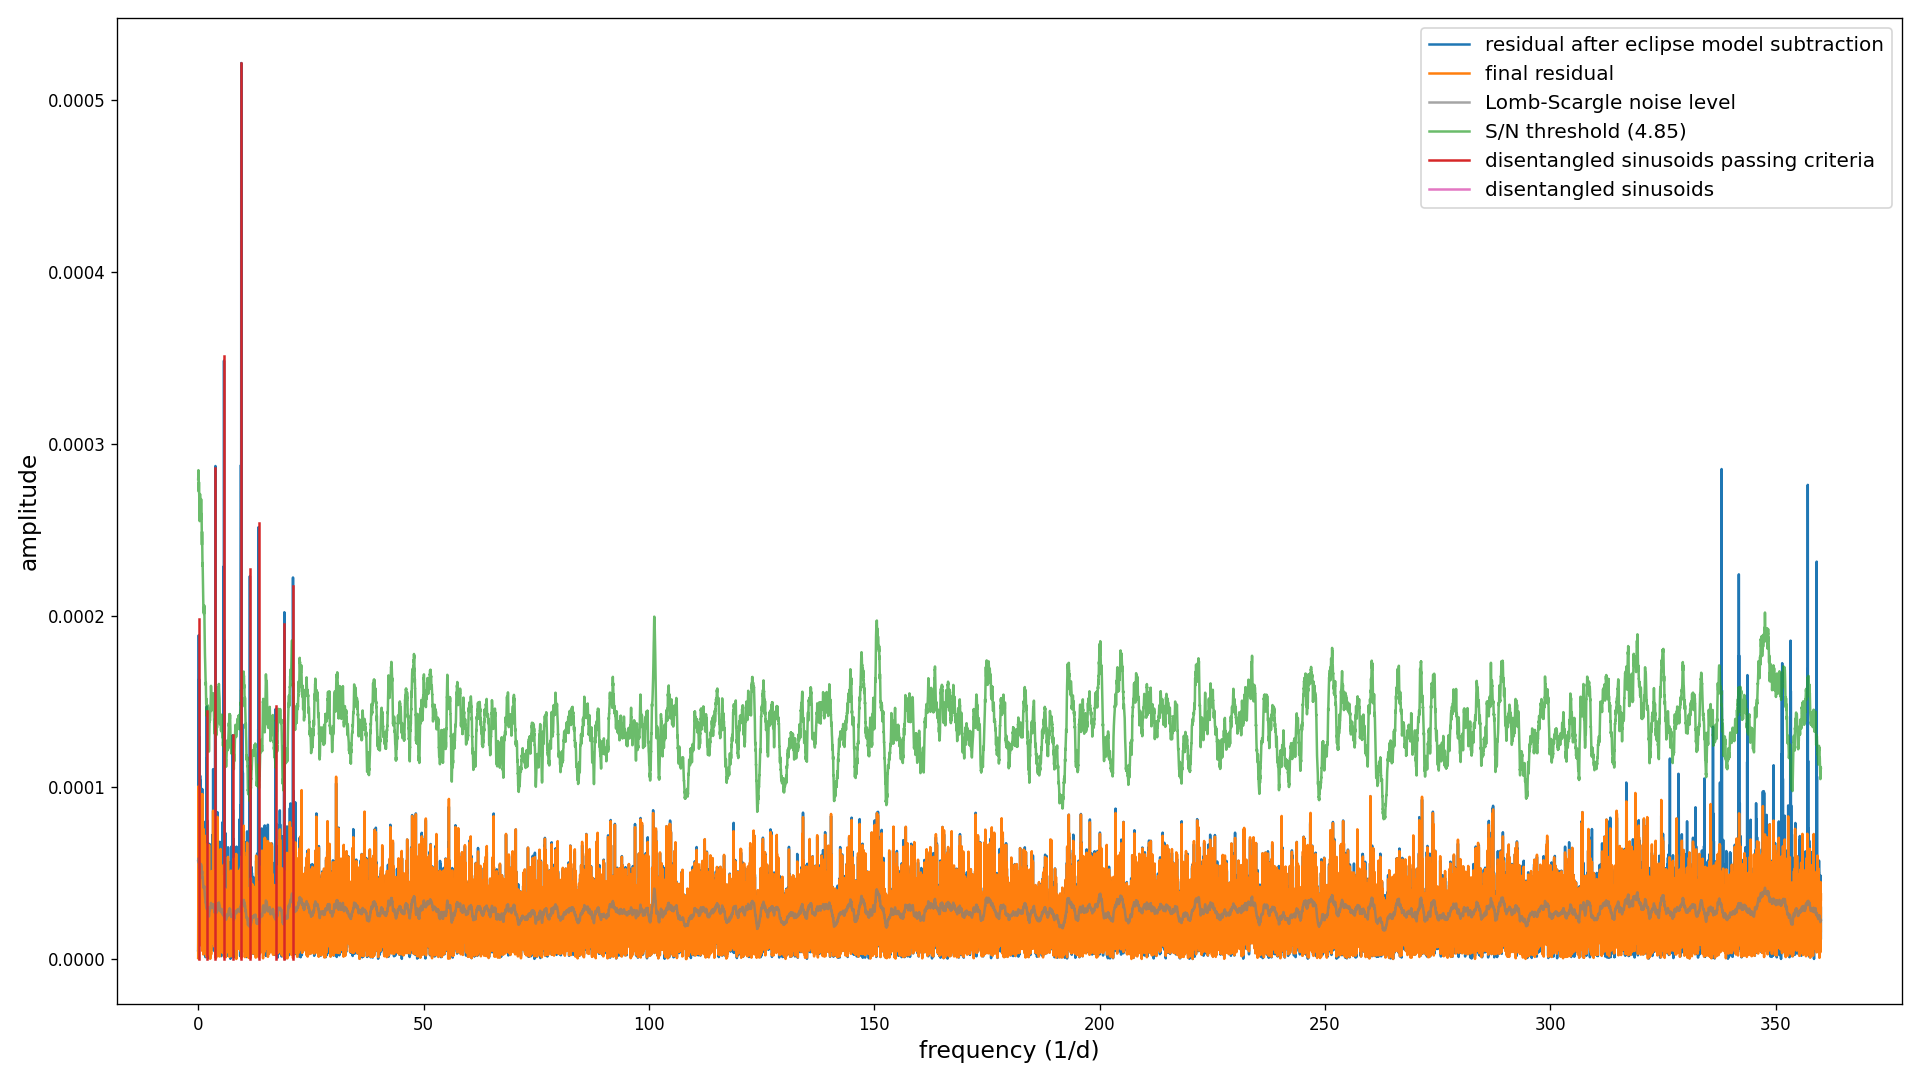 residual after eclipse model subtraction
final residual
Lomb-Scargle noise level
S/N threshold (4.85)
disentangled sinusoids passing criteria
disentangled sinusoids
0.0005
0.0004
0.0003
0.0002
0.0001
0.0000
amplitude
0 50 100 150 200 250 300 350
frequency (1/d)